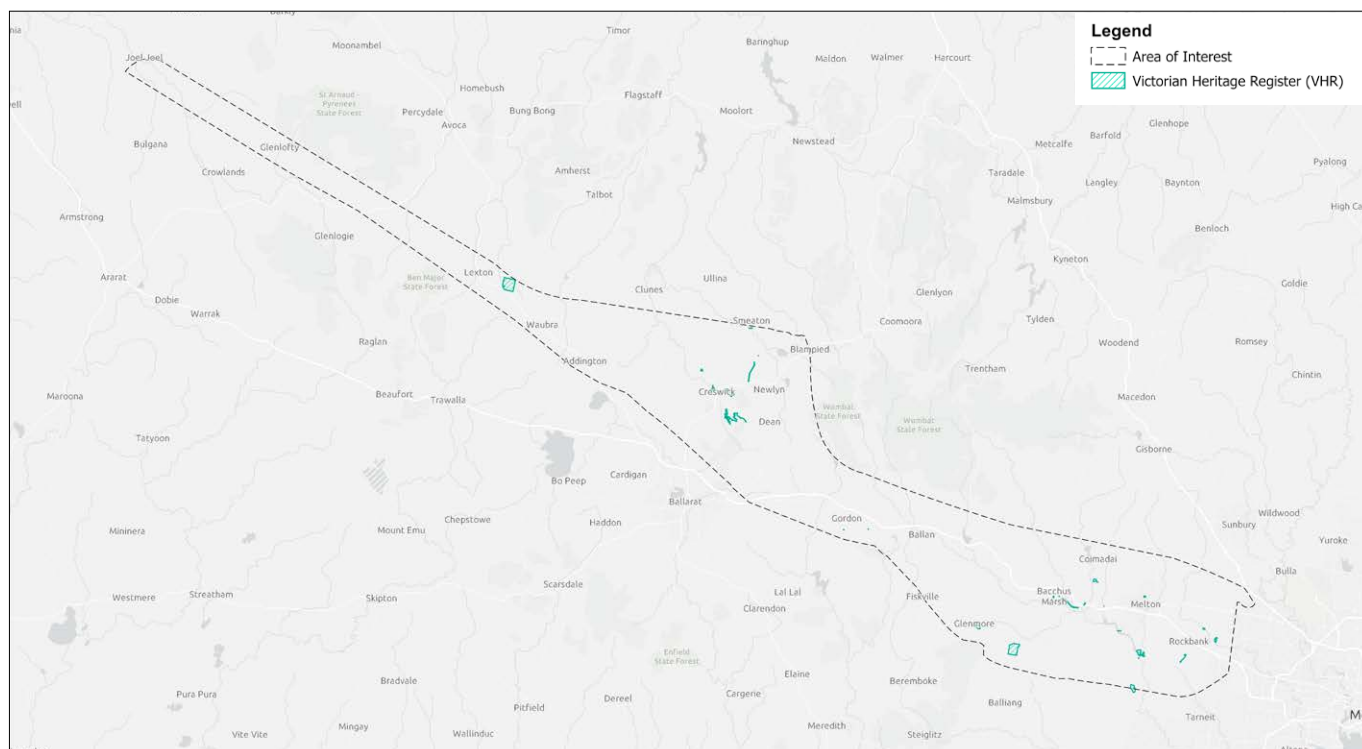 Legend
Area of Interest
Victorian Heritage Register (VHR)
Moonambel
Timor
Baringhup
Maldon
Walmer
Harcourt
Joel Joel
St Arnaud -
Pyrenees
State Forest
Homebush
Percydale
Bung Bong
Avoca
Flagstaff
Moolort
Newstead
Glenhope
Barfold
Metcalfe
Pyalong
Bulgana
Glenlofty
Crowlands
Amherst
Talbot
Taradale
Langley
Baynton
Malmsbury
High Ca
Armstrong
Glenlogie
Benloch
Kyneton
Ararat
Dobie
Warrak
Ben Major
State Forest
Lexton
Clunes
Ullina
Glenlyon
Goldie
Waubra
Smeaton
Coomoora
Tylden
Raglan
Addington
Blampied
Woodend
Romsey
Trentham
Chintin
Maroona
Beaufort
Trawalla
Creswick
Newlyn
Wombat
State Forest
Wombat
State Forest
Macedon
Dean
Tatyoon
Gisborne
Bo Peep
Cardigan
Ballarat
Mininera
Mount Emu
Chepstowe
Haddon
Gordon
Ballan
Wildwood
Sunbury
Yuroke
Coimadai
Bulla
Westmere
Streatham
Skipton
Scarsdale
Lal Lal
Clarendon
Fiskville
Bacchus
Marsh
Melton
Glenmore
Rockbank
Enfield
State Forest
Elaine
Pura Pura
Bradvale
Dereel
Cargerie
Beremboke
Balliang
Pitfield
Vite Vite
Mingay
Wallinduc
Meredith
Steiglitz
Tarneit